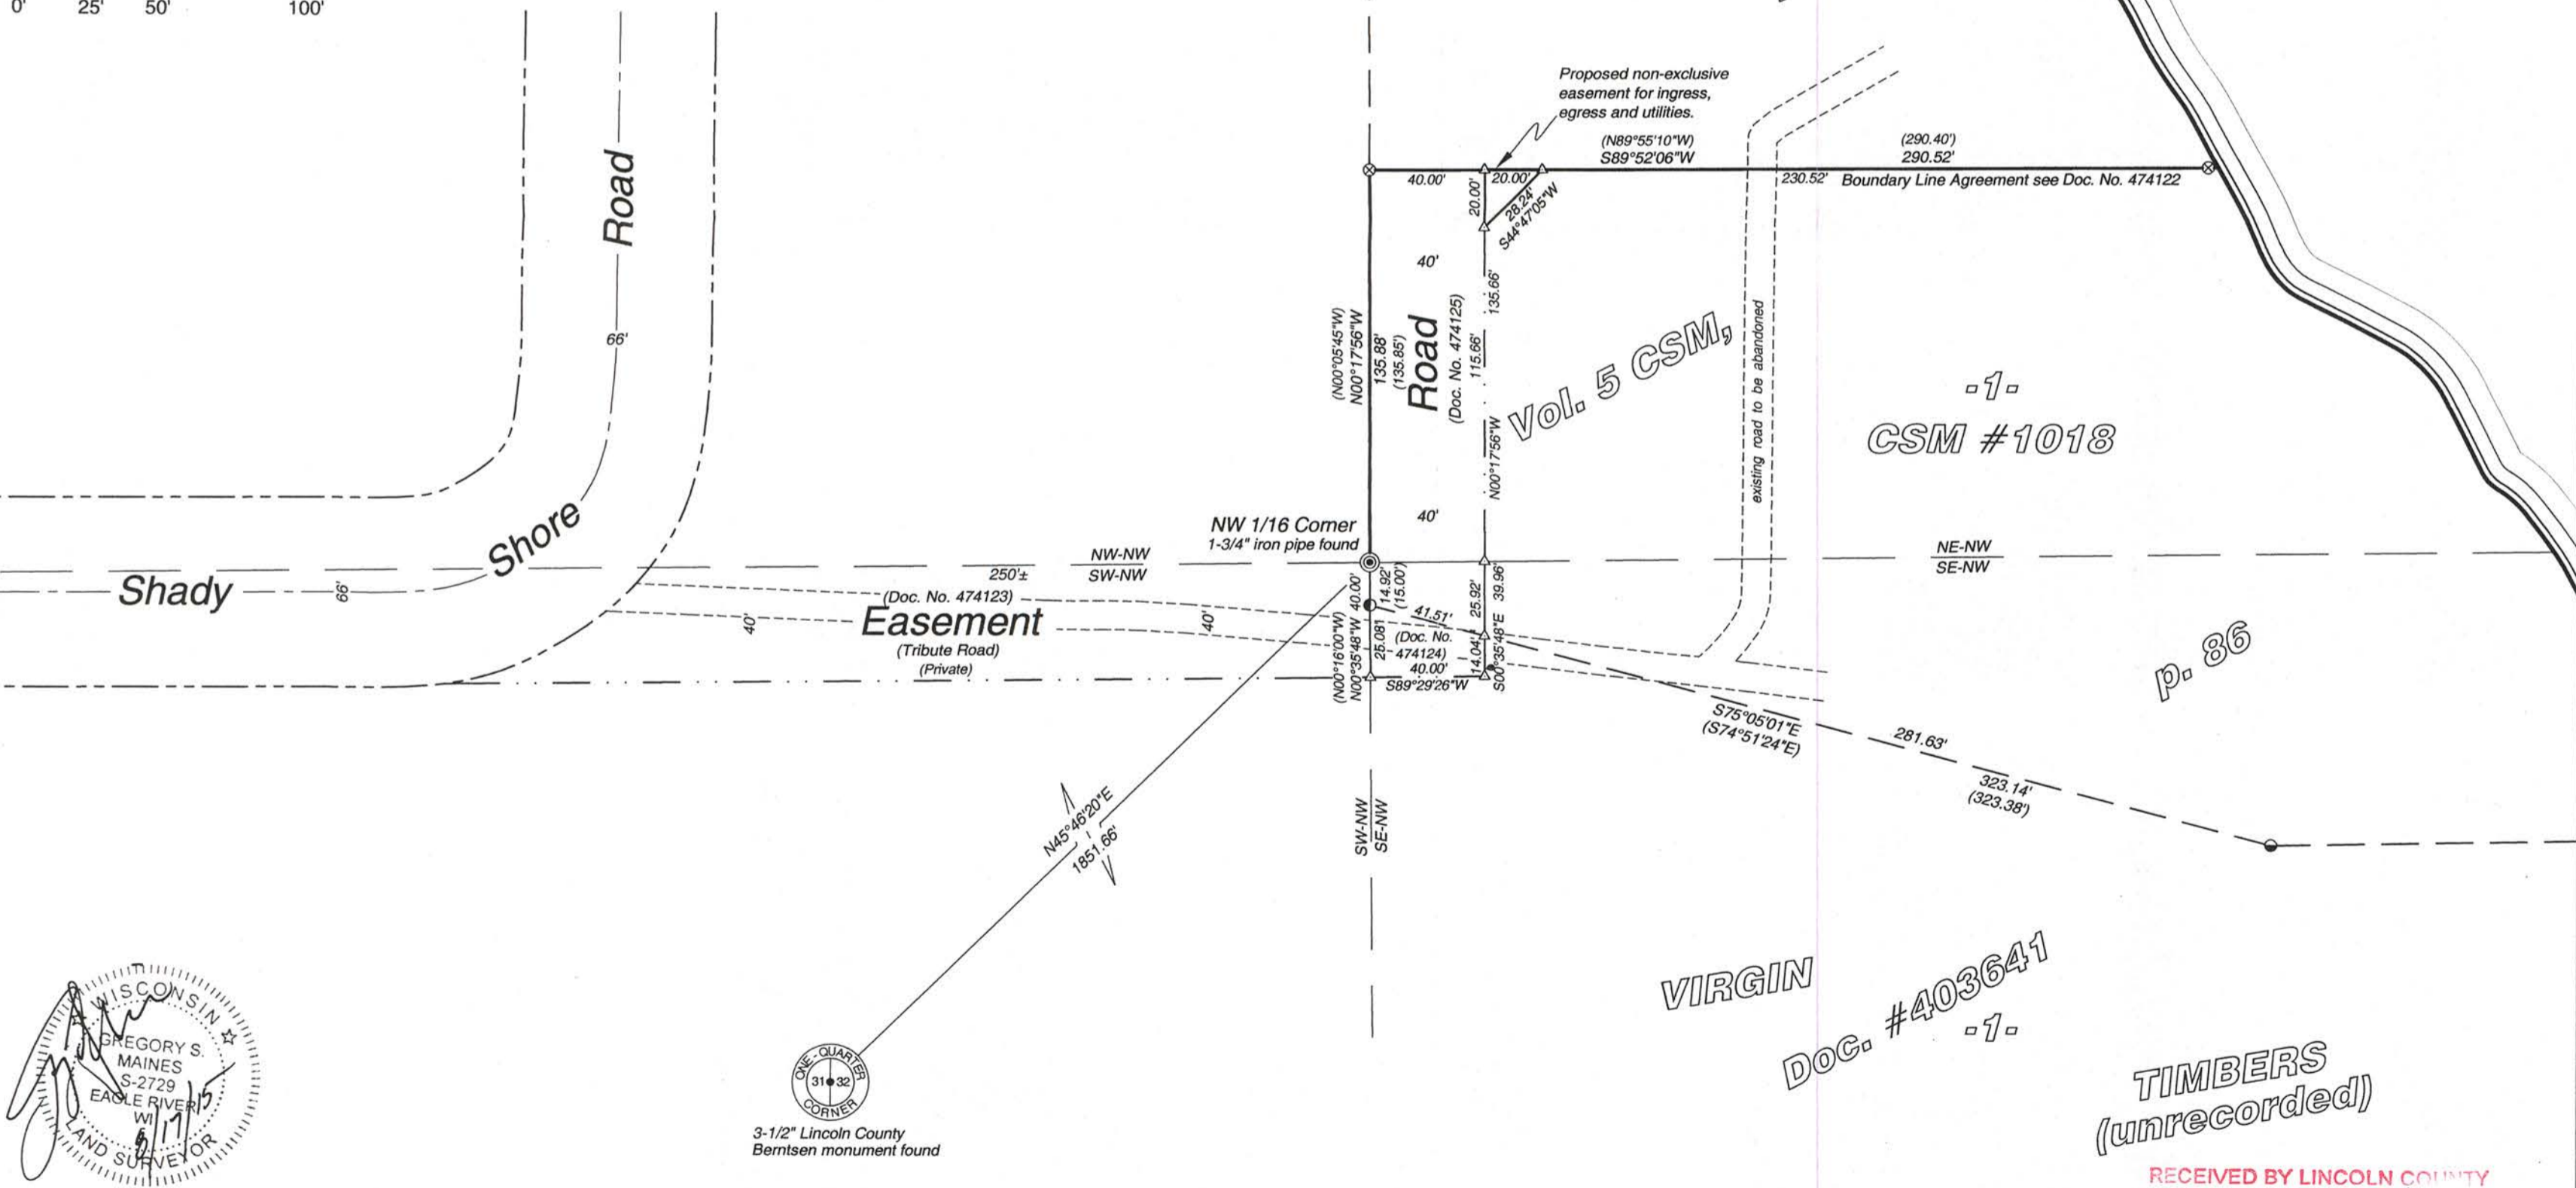 0' 25' 50' 100'
Proposed non-exclusive
easement for ingress,
egress and utilities.
(N89°55'10"W)
S89°52'06"W
(290.40')
290.52'
40.00'
20.00'
20.00'
28.24'
S44°47'05"W
230.52'
Boundary Line Agreement see Doc. No. 474122
Road
66'
40'
(N00°05'45"W)
N00°17'56"W
135.88'
(135.85')
Road
(Doc. No. 474125)
115.66'
135.66'
N00°17'56"W
40'
Vol. 5 CSM,
existing road to be abandoned
-1-
CSM #1018
p. 86
NW 1/16 Corner
1-3/4" iron pipe found
Shady
Shore
66'
NW-NW
SW-NW
250'±
NE-NW
SE-NW
(Doc. No. 474123)
Easement
(Tribute Road)
(Private)
40'
40'
(N00°16'00"W)
N00°35'48"W 40.00'
25.08'
14.92'
(15.00')
41.51'
(Doc. No.
474124)
40.00'
S89°29'26"W
14.04'
25.92'
S00°35'48"E 39.96'
S75°05'01"E
(S74°51'24"E)
281.63'
323.14'
(323.38')
SW-NW
SE-NW
N45°46'20"E
1851.66'
ONE-QUARTER
31 32
CORNER
3-1/2" Lincoln County
Berntsen monument found
VIRGIN
Doc. #403641
-1-
TIMBERS
(unrecorded)
WISCONSIN
GREGORY S.
MAINES
S-2729
EAGLE RIVER
WI
LAND SURVEYOR
8/17/15
RECEIVED BY LINCOLN COUNTY